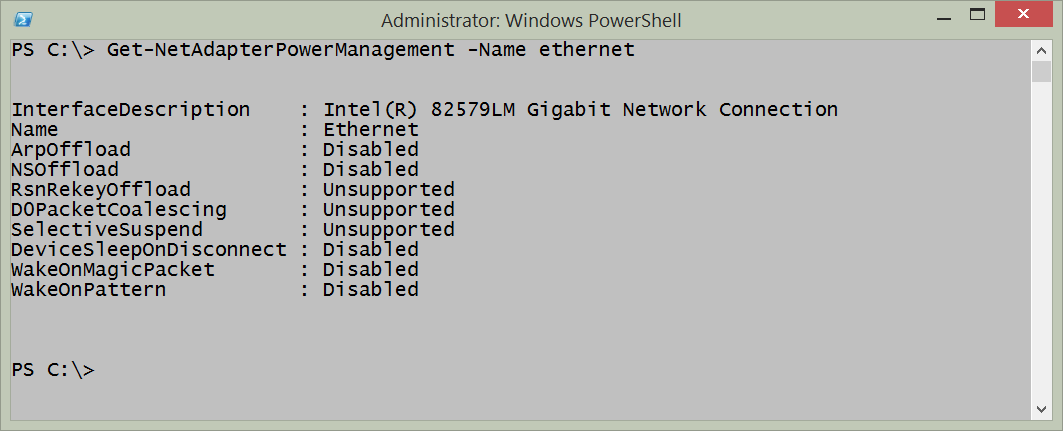 Administrator: Windows PowerShell
PS C:\> Get-NetAdapterPowerManagement -Name ethernet
InterfaceDescription : Intel(R) 82579LM Gigabit Network Connection
Name : Ethernet
ArpOffload : Disabled
NSOffload : Disabled
RsnRekeyOffload : Unsupported
D0PacketCoalescing : Unsupported
SelectiveSuspend : Unsupported
DeviceSleepOnDisconnect : Disabled
WakeOnMagicPacket : Disabled
WakeOnPattern : Disabled
PS C:\>